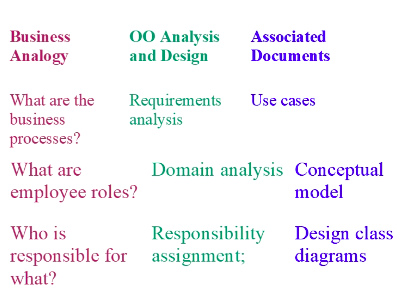 Business OO Analysis Associated
Analogy and Design Documents
What are the Requirements Use cases
business analysis
processes?
What are Domain analysis Conceptual
employee roles? model
Who is Responsibility Design class
responsible for assignment; diagrams
what?